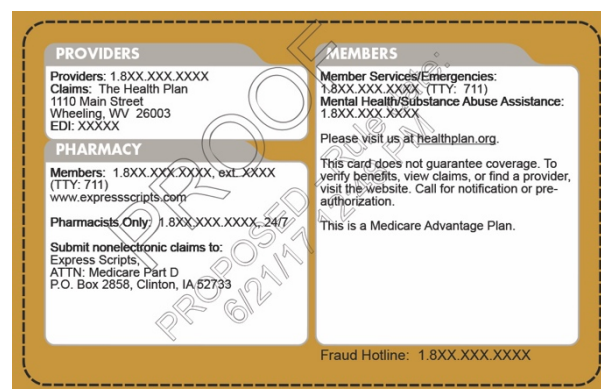 PROVIDERS
Providers: 1.8XX.XXX.XXXX
Claims: The Health Plan
1110 Main Street
Wheeling, WV 26003
EDI: XXXXX
PHARMACY
Members: 1.8XX.XXX.XXXX, ext. XXXX
(TTY: 711)
www.expressscripts.com
Pharmacists Only: 1.8XX.XXX.XXXX, 24/7
Submit nonelectronic claims to:
Express Scripts,
ATTN: Medicare Part D
P.O. Box 2858, Clinton, IA 52733
MEMBERS
Member Services/Emergencies:
1.8XX.XXX.XXXX (TTY: 711)
Mental Health/Substance Abuse Assistance:
1.8XX.XXX.XXXX
Please visit us at healthplan.org.
This card does not guarantee coverage. To
verify benefits, view claims, or find a provider,
visit the website. Call for notification or pre-
authorization.
This is a Medicare Advantage Plan.
Fraud Hotline: 1.8XX.XXX.XXXX
PROOF
PROPOSED - Rule:
6/21/17